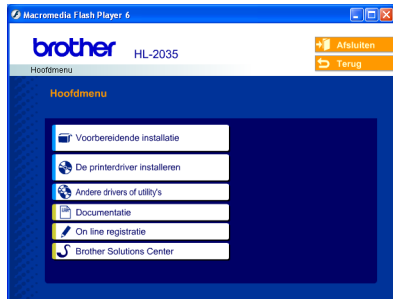 Macromedia Flash Player 6
brother HL-2035
Afsluiten
Terug
Hoofdmenu
Hoofdmenu
Voorbereidende installatie
De printerdriver installeren
Andere drivers of utility's
Documentatie
On line registratie
Brother Solutions Center